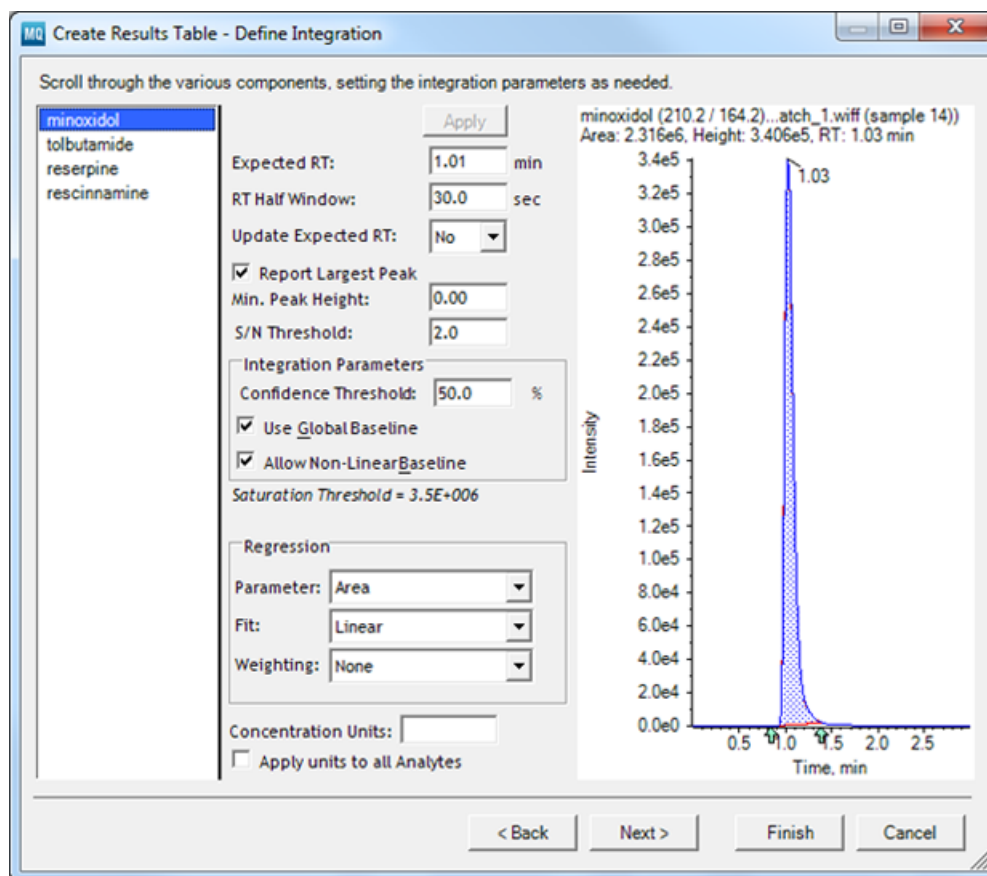 MQ Create Results Table - Define Integration
Scroll through the various components, setting the integration parameters as needed.
minoxidol
tolbutamide
reserpine
rescinnamine
Apply
Expected RT: 1.01 min
RT Half Window: 30.0 sec
Update Expected RT: No
Report Largest Peak
Min. Peak Height: 0.00
S/N Threshold: 2.0
Integration Parameters
Confidence Threshold: 50.0 %
Use Global Baseline
Allow Non-LinearBaseline
Saturation Threshold = 3.5E+006
Regression
Parameter: Area
Fit: Linear
Weighting: None
Concentration Units:
Apply units to all Analytes
minoxidol (210.2 / 164.2)...atch_1.wiff (sample 14))
Area: 2.316e6, Height: 3.406e5, RT: 1.03 min
1.03
3.4e5
3.2e5
3.0e5
2.8e5
2.6e5
2.4e5
2.2e5
2.0e5
1.8e5
1.6e5
1.4e5
1.2e5
1.0e5
8.0e4
6.0e4
4.0e4
2.0e4
0.0e0
Intensity
0.5 1.0 1.5 2.0 2.5
Time, min
< Back Next > Finish Cancel